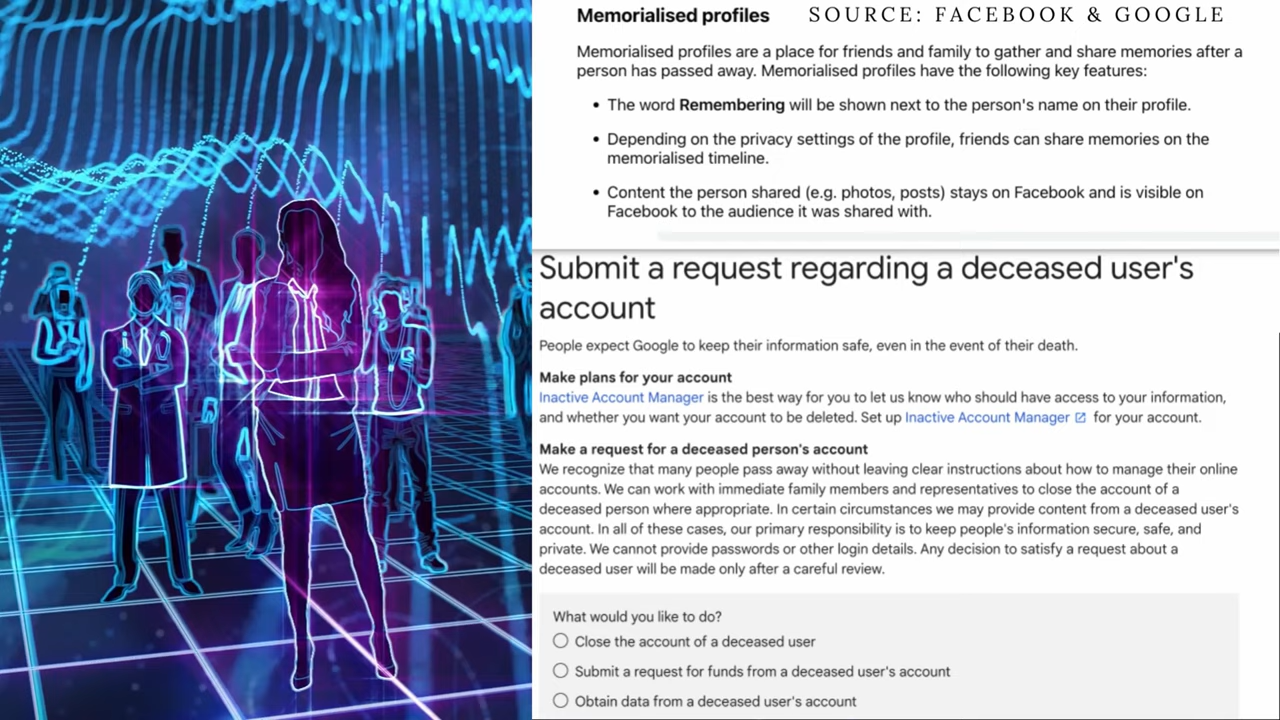 Memorialised profiles
SOURCE: FACEBOOK & GOOGLE
Memorialised profiles are a place for friends and family to gather and share memories after a
person has passed away. Memorialised profiles have the following key features:
• The word Remembering will be shown next to the person's name on their profile.
• Depending on the privacy settings of the profile, friends can share memories on the
memorialised timeline.
• Content the person shared (e.g. photos, posts) stays on Facebook and is visible on
Facebook to the audience it was shared with.
Submit a request regarding a deceased user's
account
People expect Google to keep their information safe, even in the event of their death.
Make plans for your account
Inactive Account Manager is the best way for you to let us know who should have access to your information,
and whether you want your account to be deleted. Set up Inactive Account Manager for your account.
Make a request for a deceased person's account
We recognize that many people pass away without leaving clear instructions about how to manage their online
accounts. We can work with immediate family members and representatives to close the account of a
deceased person where appropriate. In certain circumstances we may provide content from a deceased user's
account. In all of these cases, our primary responsibility is to keep people's information secure, safe, and
private. We cannot provide passwords or other login details. Any decision to satisfy a request about a
deceased user will be made only after a careful review.
What would you like to do?
Close the account of a deceased user
Submit a request for funds from a deceased user's account
Obtain data from a deceased user's account